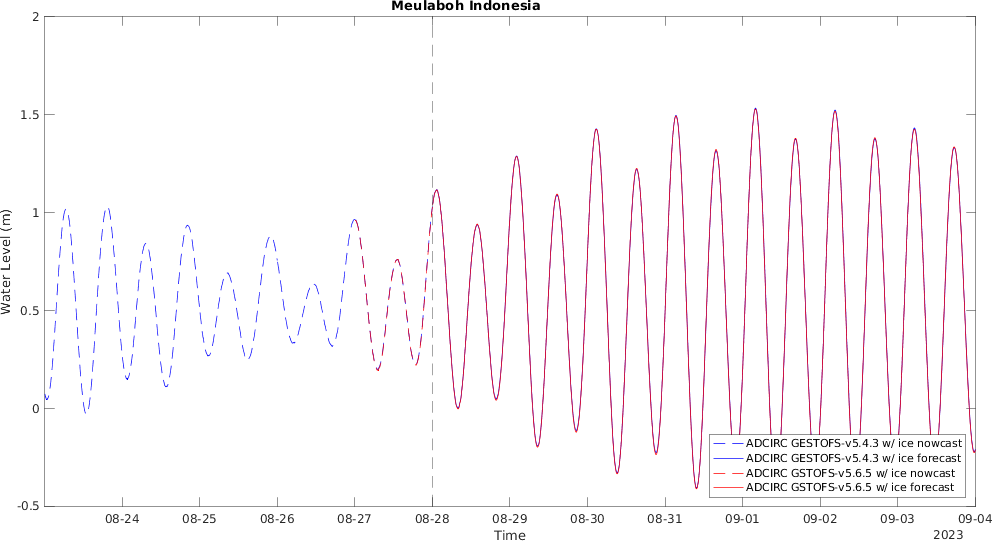 Meulaboh Indonesia
Water Level (m)
2
1.5
1
0.5
0
-0.5
08-24 08-25 08-26 08-27 08-28 08-29 08-30 08-31 09-01 09-02 09-03 09-04
Time
2023
ADCIRC GESTOFS-v5.4.3 w/ ice nowcast
ADCIRC GESTOFS-v5.4.3 w/ ice forecast
ADCIRC GSTOFS-v5.6.5 w/ ice nowcast
ADCIRC GSTOFS-v5.6.5 w/ ice forecast